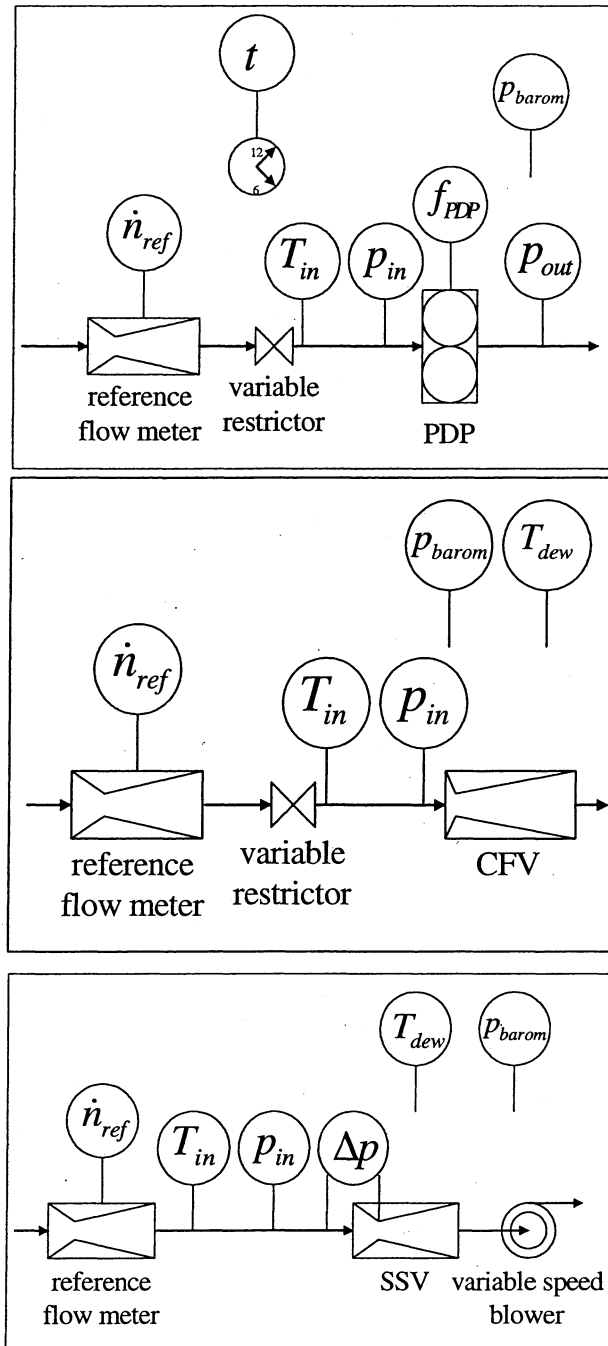 t
p_barom
12
6
f_PDP
ṅ_ref
T_in
p_in
p_out
reference
flow meter
variable
restrictor
PDP
p_barom
T_dew
ṅ_ref
T_in
p_in
reference
flow meter
variable
restrictor
CFV
T_dew
p_barom
ṅ_ref
T_in
p_in
Δp
reference
flow meter
SSV
variable speed
blower